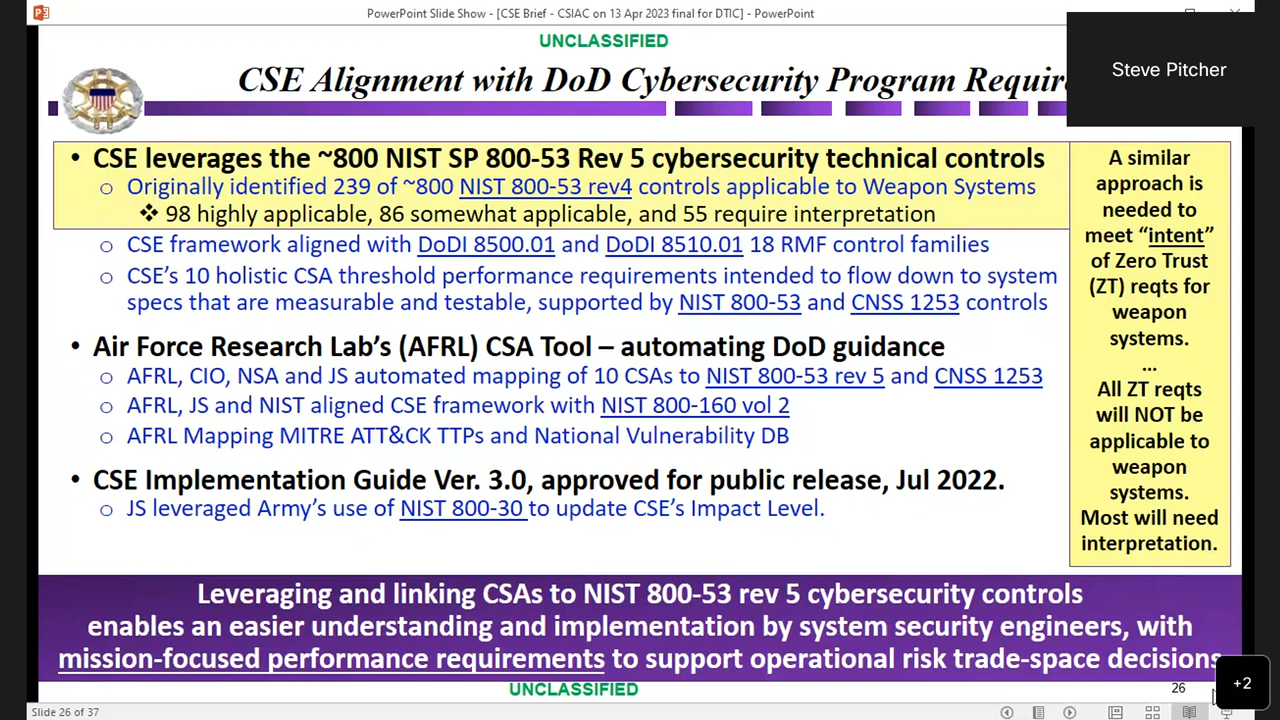 PowerPoint Slide Show - [CSE Brief - CSIAC on 13 Apr 2023 final for DTIC] - PowerPoint
UNCLASSIFIED
Steve Pitcher
CSE Alignment with DoD Cybersecurity Program
• CSE leverages the ~800 NIST SP 800-53 Rev 5 cybersecurity technical controls
o Originally identified 239 of ~800 NIST 800-53 rev4 controls applicable to Weapon Systems
❖ 98 highly applicable, 86 somewhat applicable, and 55 require interpretation
o CSE framework aligned with DoDI 8500.01 and DoDI 8510.01 18 RMF control families
o CSE’s 10 holistic CSA threshold performance requirements intended to flow down to system
specs that are measurable and testable, supported by NIST 800-53 and CNSS 1253 controls
• Air Force Research Lab’s (AFRL) CSA Tool – automating DoD guidance
o AFRL, CIO, NSA and JS automated mapping of 10 CSAs to NIST 800-53 rev 5 and CNSS 1253
o AFRL, JS and NIST aligned CSE framework with NIST 800-160 vol 2
o AFRL Mapping MITRE ATT&CK TTPs and National Vulnerability DB
• CSE Implementation Guide Ver. 3.0, approved for public release, Jul 2022.
o JS leveraged Army’s use of NIST 800-30 to update CSE’s Impact Level.
A similar
approach is
needed to
meet “intent”
of Zero Trust
(ZT) reqts for
weapon
systems.
...
All ZT reqts
will NOT be
applicable to
weapon
systems.
Most will need
interpretation.
Leveraging and linking CSAs to NIST 800-53 rev 5 cybersecurity controls
enables an easier understanding and implementation by system security engineers, with
mission-focused performance requirements to support operational risk trade-space decisions
UNCLASSIFIED
26
+2
Slide 26 of 37